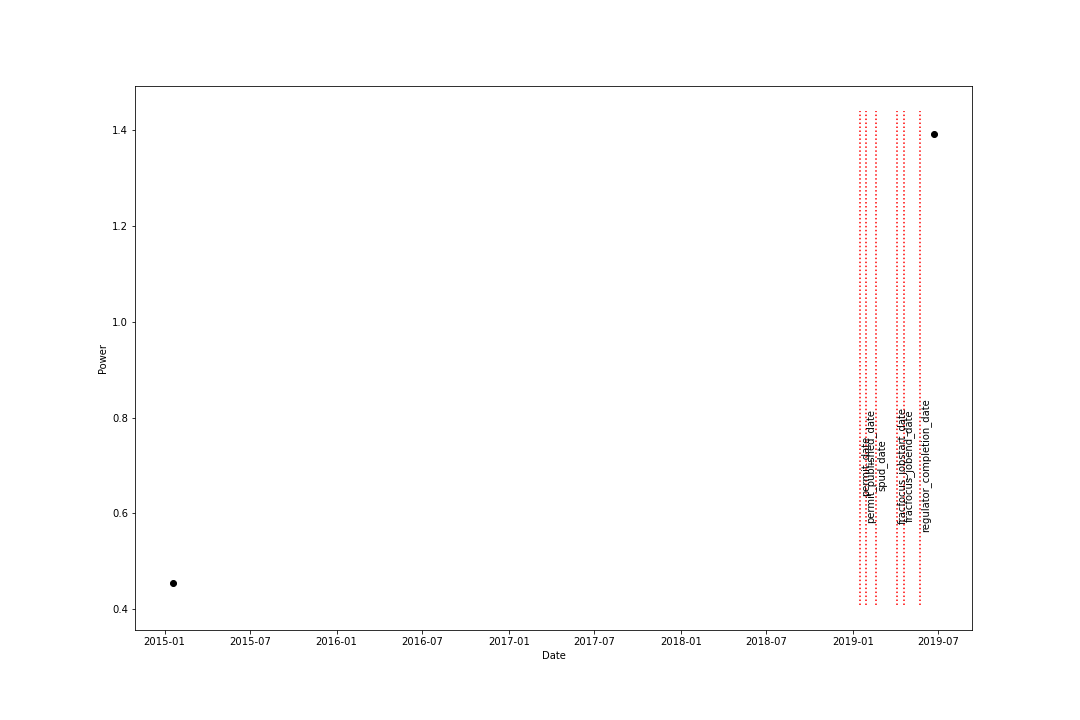 1.4
1.2
1.0
0.8
0.6
0.4
Power
permit_date
permit_published_date
spud_date
fracfocus_jobstart_date
fracfocus_jobend_date
regulator_completion_date
2015-01 2015-07 2016-01 2016-07 2017-01 2017-07 2018-01 2018-07 2019-01 2019-07
Date